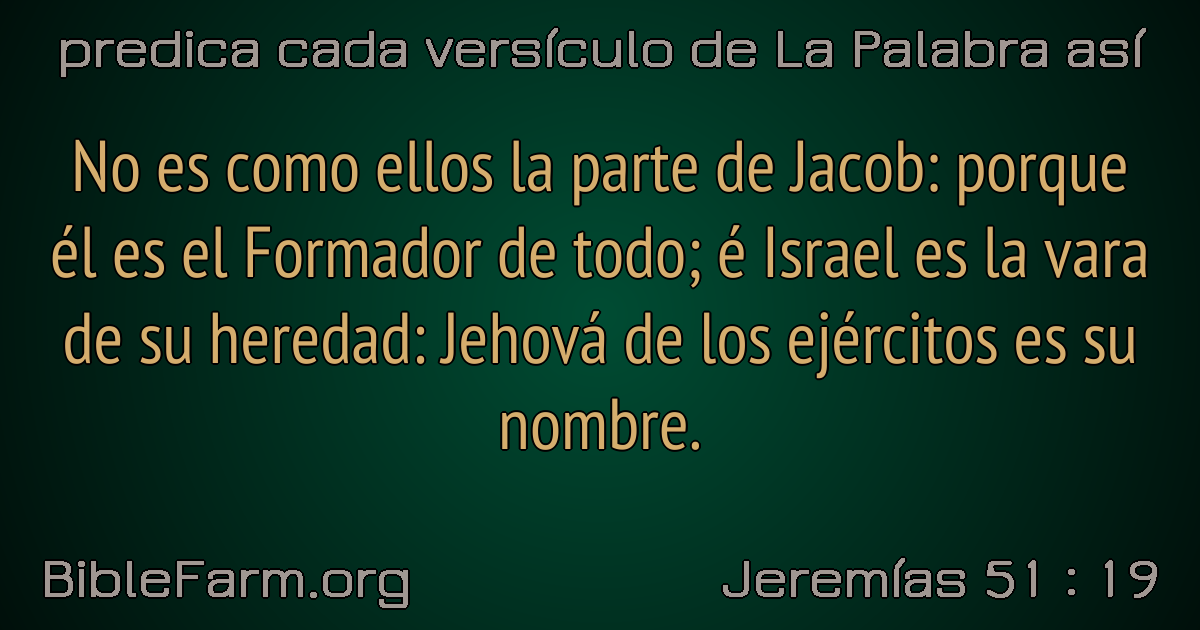 predica cada versículo de La Palabra así
No es como ellos la parte de Jacob: porque
él es el Formador de todo; é Israel es la vara
de su heredad: Jehová de los ejércitos es su
nombre.
BibleFarm.org
Jeremías 51 : 19